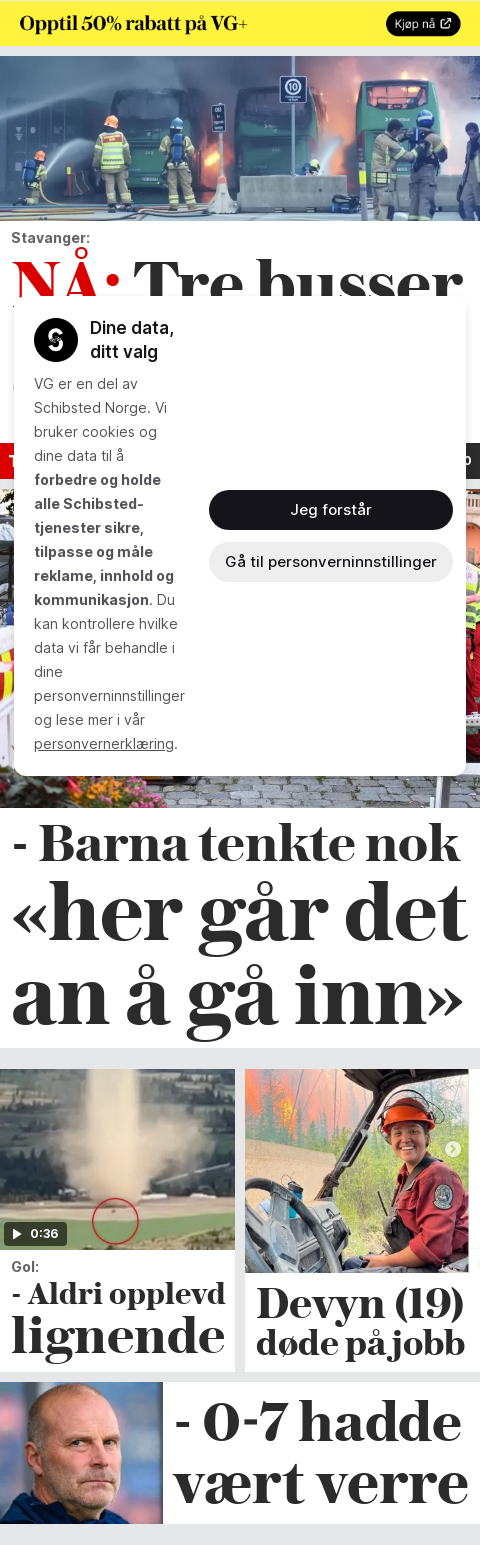 Opptil 50% rabatt på VG+
Kjøp nå
10
Stavanger:
NÅ: Tre busser
Dine data,
ditt valg
VG er en del av
Schibsted Norge. Vi
bruker cookies og
dine data til å
forbedre og holde
alle Schibsted-
tjenester sikre,
tilpasse og måle
reklame, innhold og
kommunikasjon. Du
kan kontrollere hvilke
data vi får behandle i
dine
personverninnstillinger
og lese mer i vår
personvernerklæring.
Jeg forstår
Gå til personverninnstillinger
- Barna tenkte nok
«her går det
an å gå inn»
0:36
Gol:
- Aldri opplevd
lignende
Devyn (19)
døde på jobb
- 0-7 hadde
vært verre